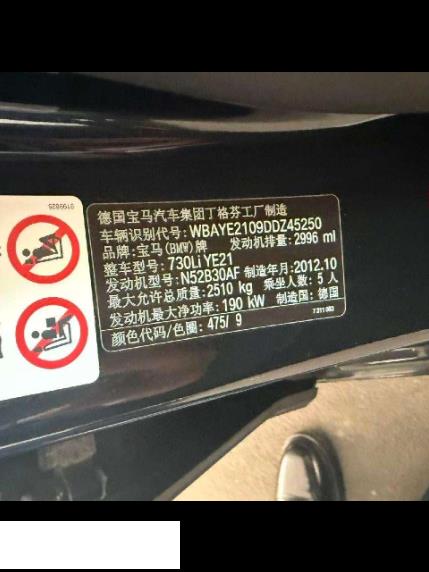 德国宝马汽车集团丁格芬工厂制造
车辆识别代号: WBAYE2109DDZ45250
品牌: 宝马(BMW)牌 发动机排量: 2996 ml
整车型号: 730Li YE21
发动机型号: N52B30AF 制造年月: 2012.10
最大允许总质量: 2510 kg 乘坐人数: 5 人
发动机最大净功率: 190 kW 制造国: 德国
颜色代码/色圈: 475/ 9
7311083
9199825